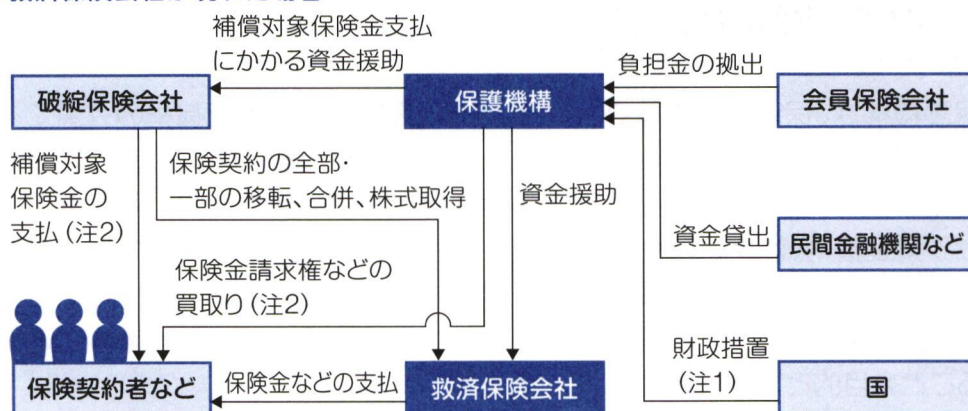 補償対象保険金支払
にかかる資金援助
負担金の拠出
破綻保険会社
保護機構
会員保険会社
補償対象
保険金の
支払(注2)
保険契約の全部・
一部の移転、合併、株式取得
資金援助
資金貸出
民間金融機関など
保険金請求権などの
買取り(注2)
財政措置
(注1)
保険契約者など
保険金などの支払
救済保険会社
国